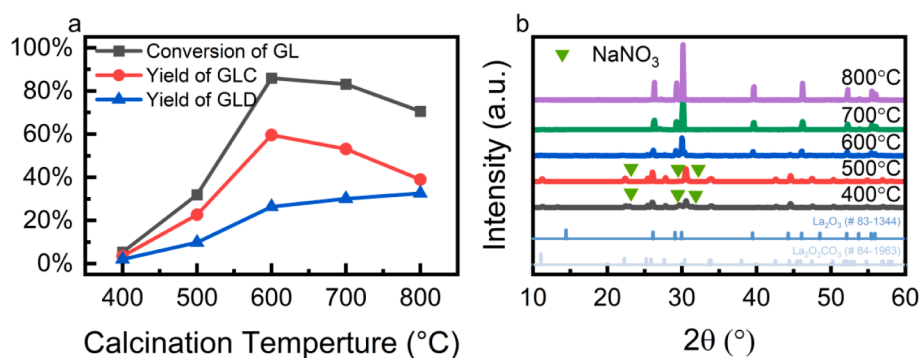 a
100%
80%
60%
40%
20%
0%
Conversion of GL
Yield of GLC
Yield of GLD
400 500 600 700 800
Calcination Temperture (°C)
b
Intensity (a.u.)
NaNO₃
800°C
700°C
600°C
500°C
400°C
La₂O₃ (# 83-1344)
La₂O₂CO₃ (# 84-1963)
10 20 30 40 50 60
2θ (°)